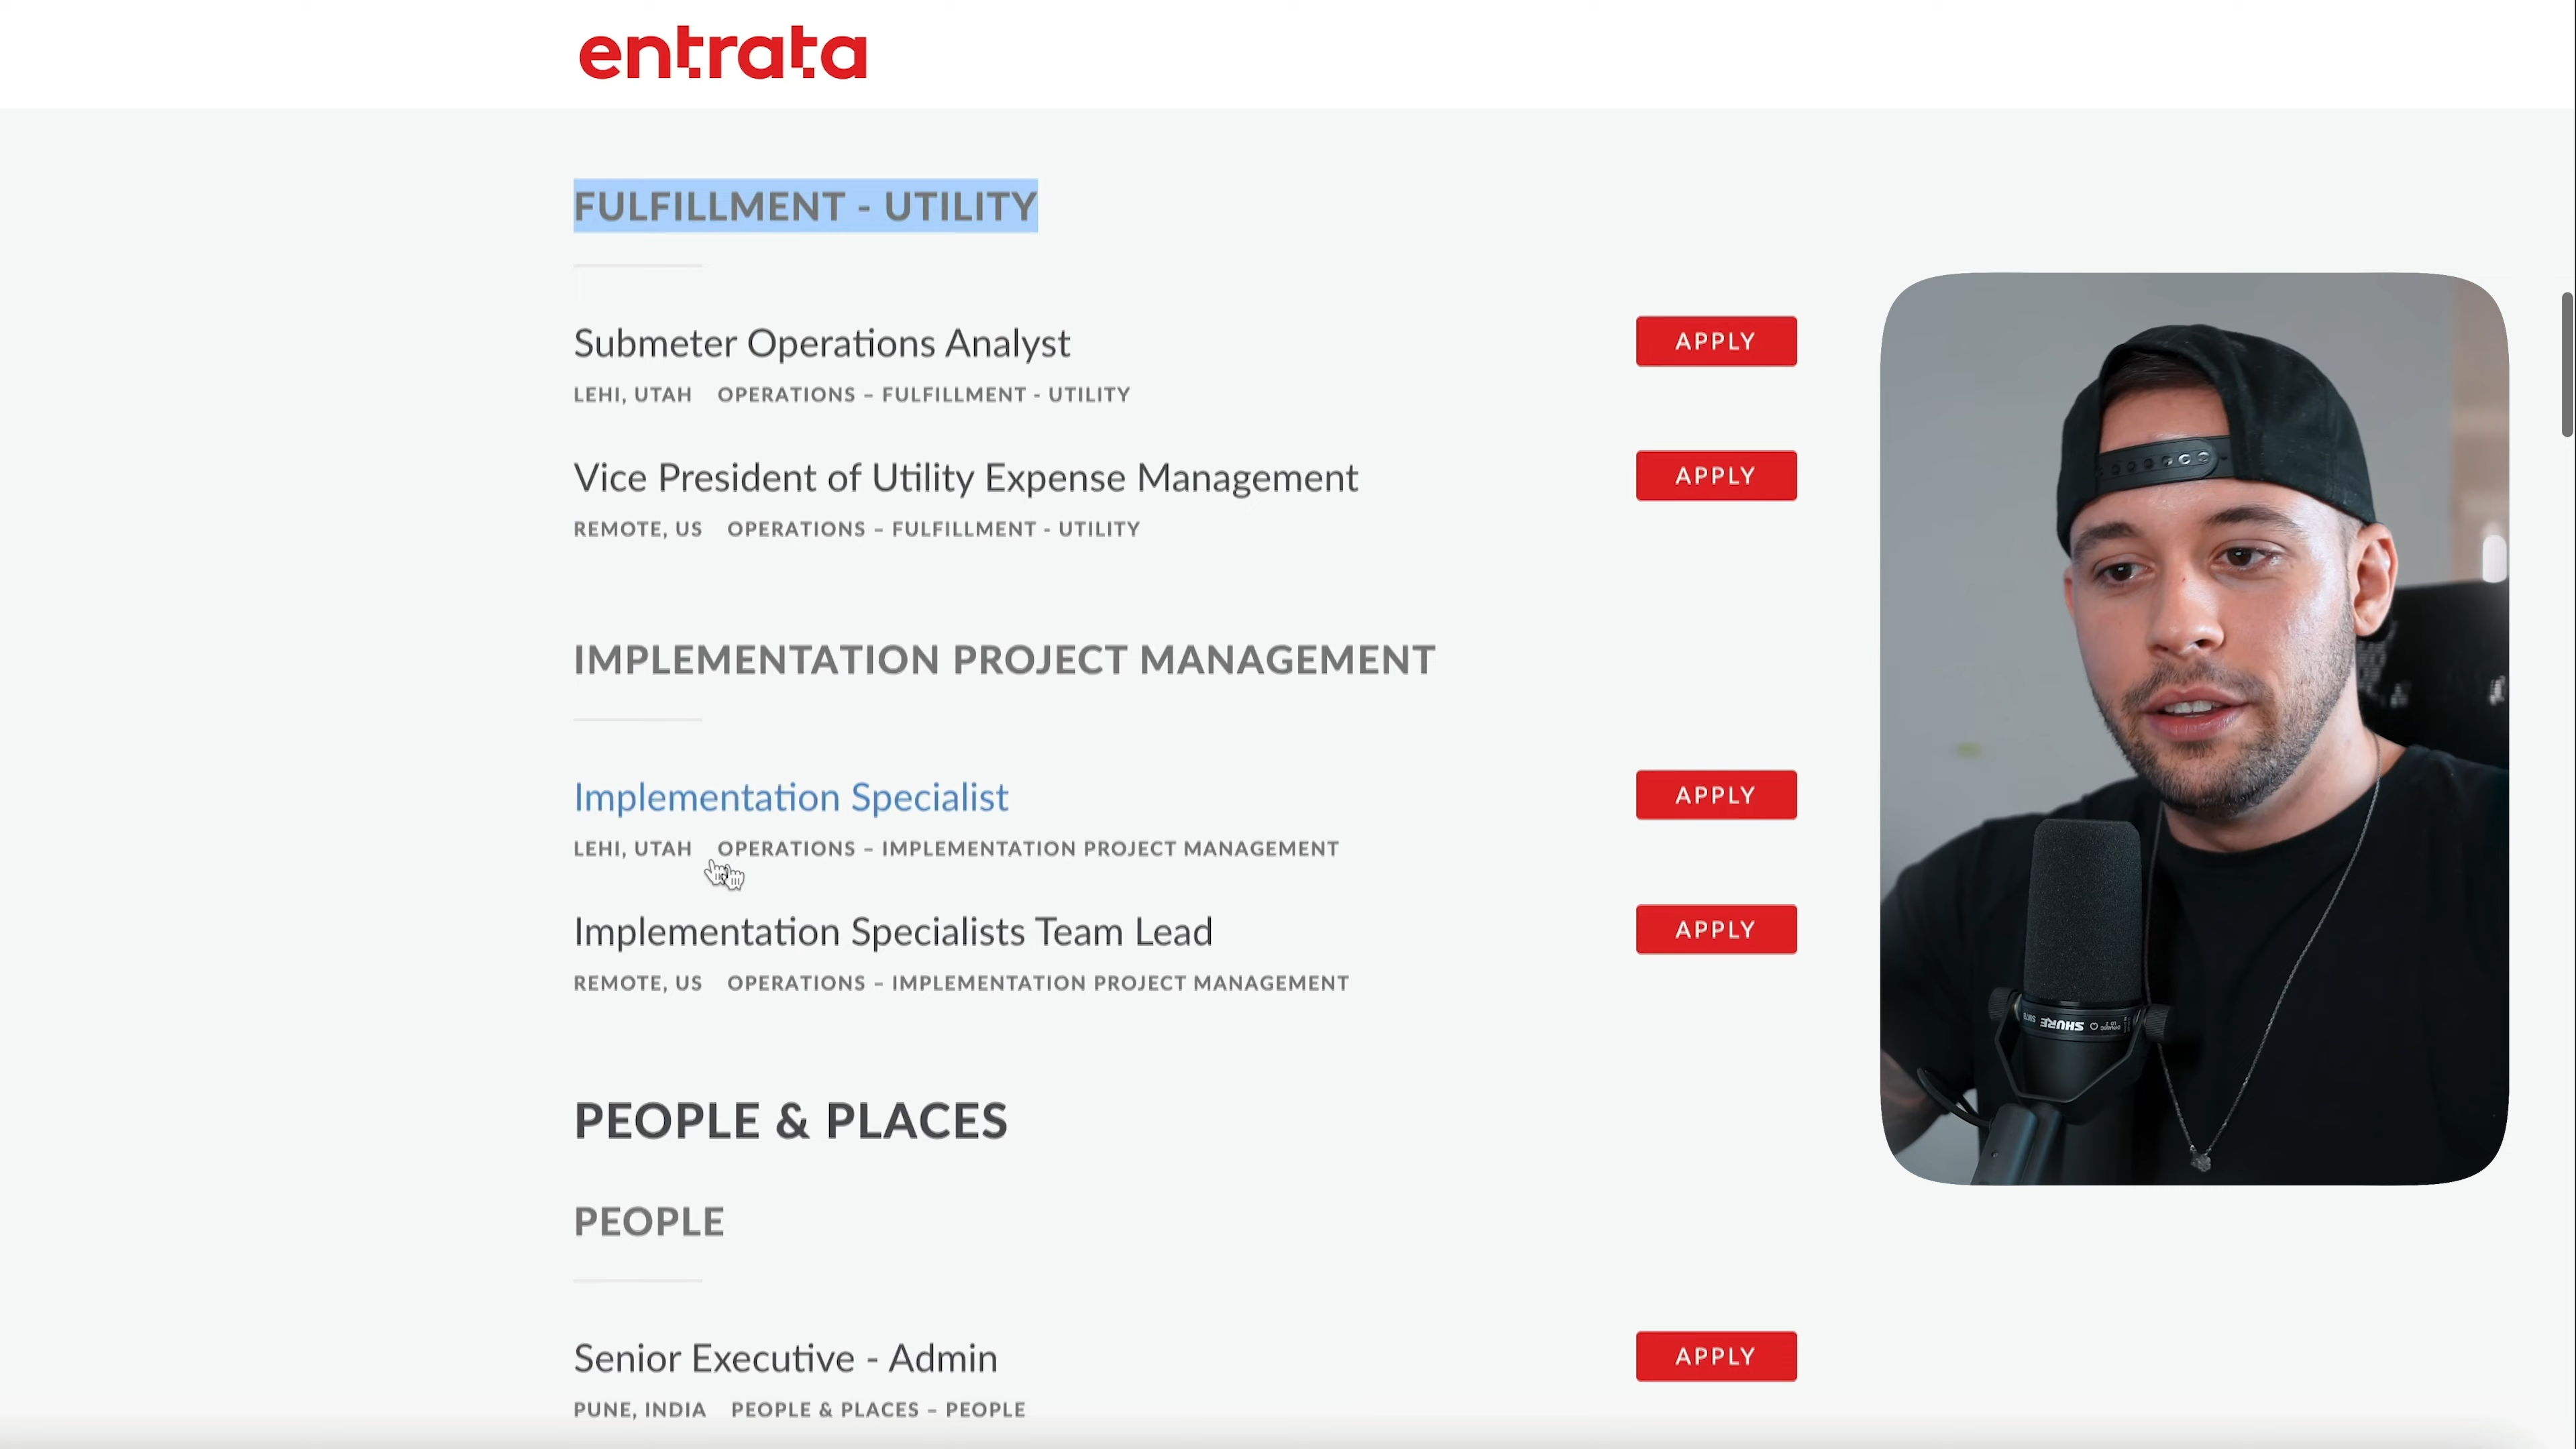 entrata
FULFILLMENT - UTILITY
Submeter Operations Analyst
APPLY
LEHI, UTAH OPERATIONS – FULFILLMENT - UTILITY
Vice President of Utility Expense Management
APPLY
REMOTE, US OPERATIONS – FULFILLMENT - UTILITY
IMPLEMENTATION PROJECT MANAGEMENT
Implementation Specialist
APPLY
LEHI, UTAH OPERATIONS – IMPLEMENTATION PROJECT MANAGEMENT
Implementation Specialists Team Lead
APPLY
REMOTE, US OPERATIONS – IMPLEMENTATION PROJECT MANAGEMENT
PEOPLE & PLACES
PEOPLE
Senior Executive - Admin
APPLY
PUNE, INDIA PEOPLE & PLACES – PEOPLE
SHURE